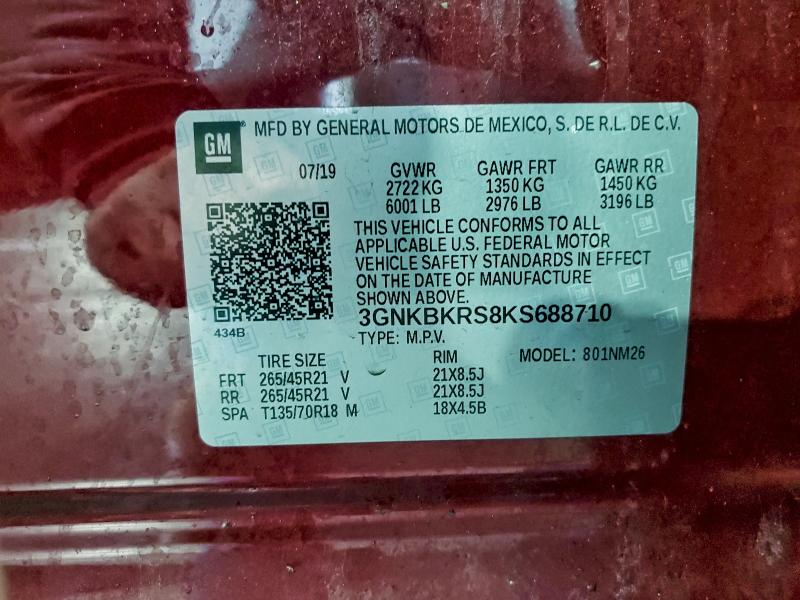 GM
MFD BY GENERAL MOTORS DE MEXICO, S. DE R.L. DE C.V.
07/19 GVWR GAWR FRT GAWR RR
2722 KG 1350 KG 1450 KG
6001 LB 2976 LB 3196 LB
THIS VEHICLE CONFORMS TO ALL
APPLICABLE U.S. FEDERAL MOTOR
VEHICLE SAFETY STANDARDS IN EFFECT
ON THE DATE OF MANUFACTURE
SHOWN ABOVE.
3GNKBKRS8KS688710
434B
TYPE: M.P.V.
TIRE SIZE RIM MODEL: 801NM26
FRT 265/45R21 V 21X8.5J
RR 265/45R21 V 21X8.5J
SPA T135/70R18 M 18X4.5B